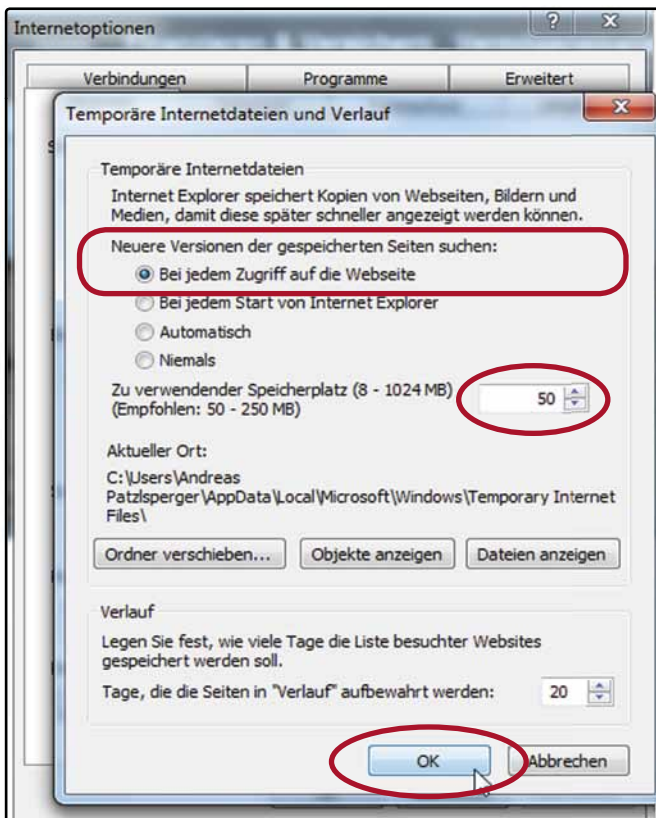 Internetoptionen
Verbindungen
Programme
Erweitert
Temporäre Internetdateien und Verlauf
Temporäre Internetdateien
Internet Explorer speichert Kopien von Webseiten, Bildern und
Medien, damit diese später schneller angezeigt werden können.
Neuere Versionen der gespeicherten Seiten suchen:
Bei jedem Zugriff auf die Webseite
Bei jedem Start von Internet Explorer
Automatisch
Niemals
Zu verwendender Speicherplatz (8 - 1024 MB)
(Empfohlen: 50 - 250 MB)
50
Aktueller Ort:
C:\Users\Andreas
Patzlsperger\AppData\Local\Microsoft\Windows\Temporary Internet
Files\
Ordner verschieben...
Objekte anzeigen
Dateien anzeigen
Verlauf
Legen Sie fest, wie viele Tage die Liste besuchter Websites
gespeichert werden soll.
Tage, die die Seiten in "Verlauf" aufbewahrt werden:
20
OK
Abbrechen